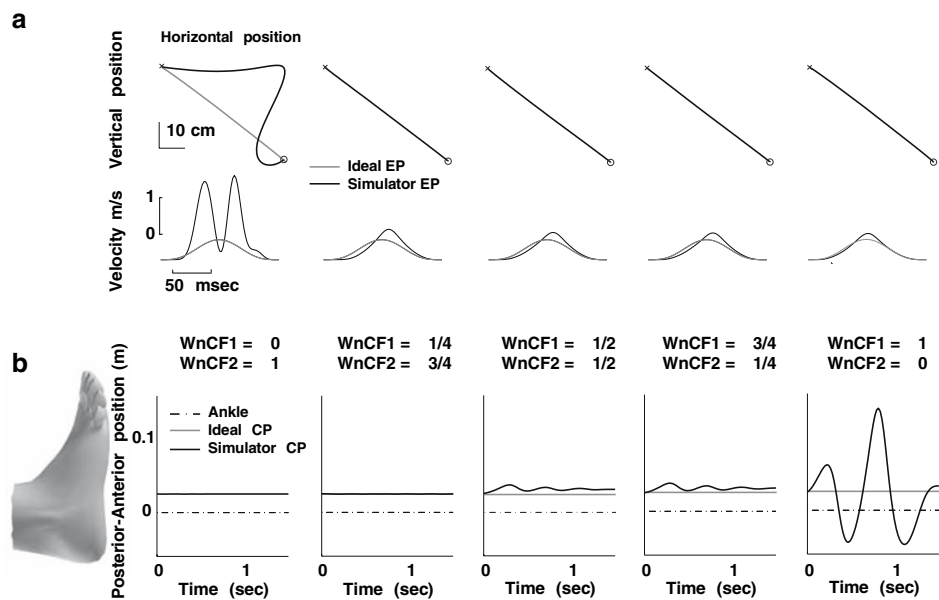 a
Horizontal position
Vertical position
10 cm
Ideal EP
Simulator EP
Velocity m/s
1
0
50 msec
WnCF1 = 0
WnCF2 = 1
WnCF1 = 1/4
WnCF2 = 3/4
WnCF1 = 1/2
WnCF2 = 1/2
WnCF1 = 3/4
WnCF2 = 1/4
WnCF1 = 1
WnCF2 = 0
b
Posterior-Anterior position (m)
0.1
0
Ankle
Ideal CP
Simulator CP
0 1
Time (sec)
0 1
Time (sec)
0 1
Time (sec)
0 1
Time (sec)
0 1
Time (sec)